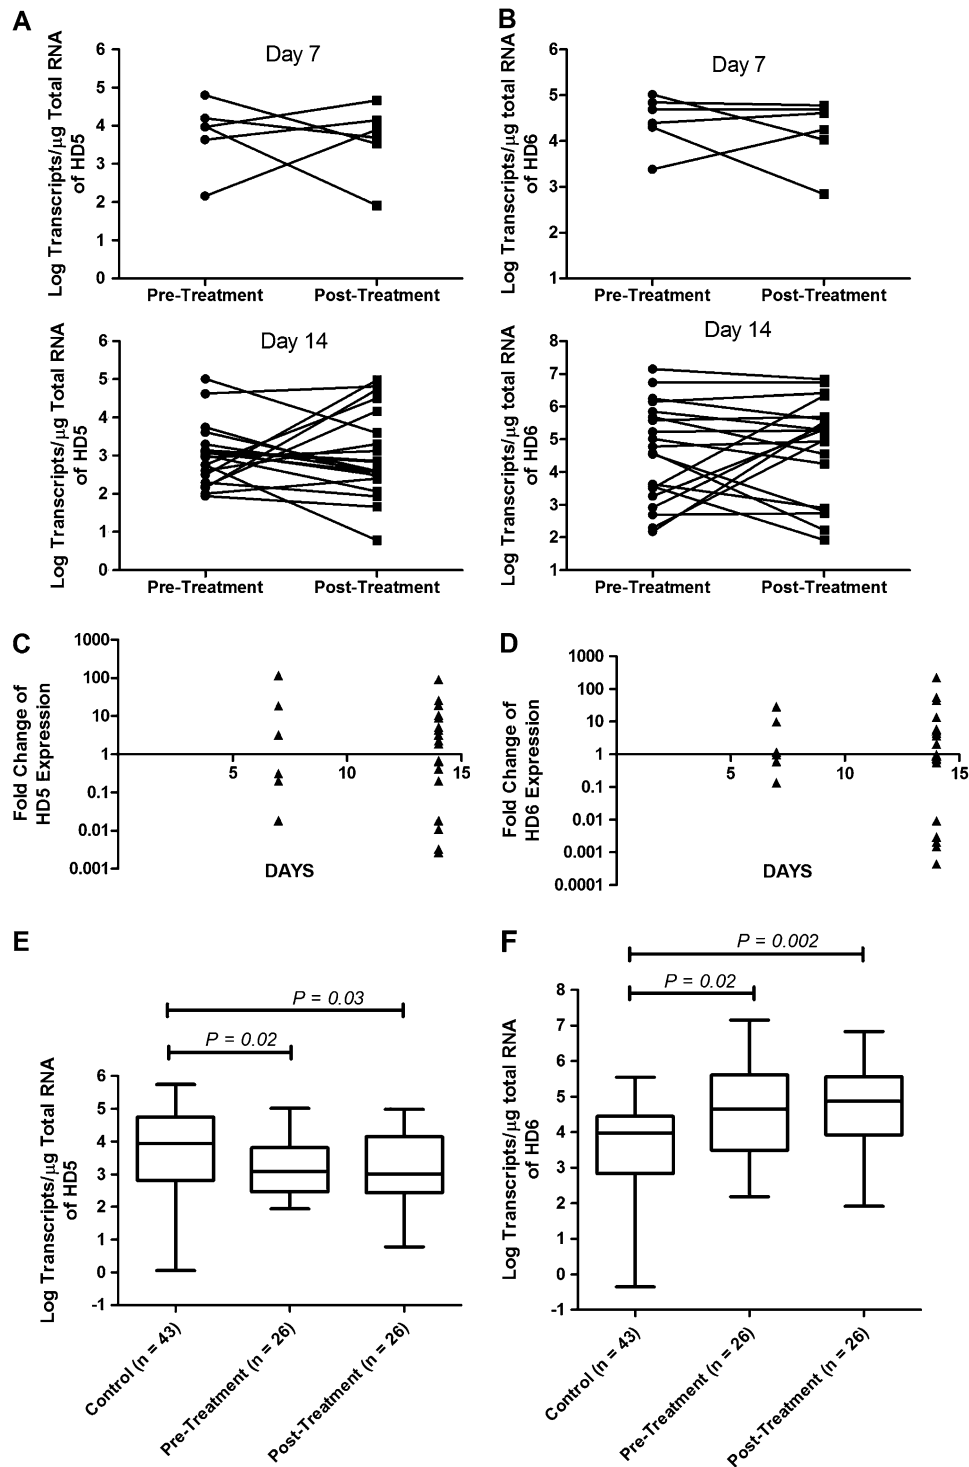 A
Log Transcripts/µg Total RNA
of HD5
Day 7
6
5
4
3
2
1
0
Pre-Treatment Post-Treatment
B
Log Transcripts/µg total RNA
of HD6
Day 7
6
5
4
3
2
1
Pre-Treatment Post-Treatment
Log Transcripts/µg Total RNA
of HD5
Day 14
6
5
4
3
2
1
0
Pre-Treatment Post-Treatment
Log Transcripts/µg total RNA
of HD6
Day 14
8
7
6
5
4
3
2
1
Pre-Treatment Post-Treatment
C
Fold Change of
HD5 Expression
1000
100
10
1
0.1
0.01
0.001
5 10 15
DAYS
D
Fold Change of
HD6 Expression
1000
100
10
1
0.1
0.01
0.001
0.0001
5 10 15
DAYS
E
P = 0.03
P = 0.02
Log Transcripts/µg Total RNA
of HD5
6
5
4
3
2
1
0
-1
Control (n = 43)
Pre-Treatment (n = 26)
Post-Treatment (n = 26)
F
P = 0.002
P = 0.02
Log Transcripts/µg total RNA
of HD6
8
7
6
5
4
3
2
1
0
-1
Control (n = 43)
Pre-Treatment (n = 26)
Post-Treatment (n = 26)